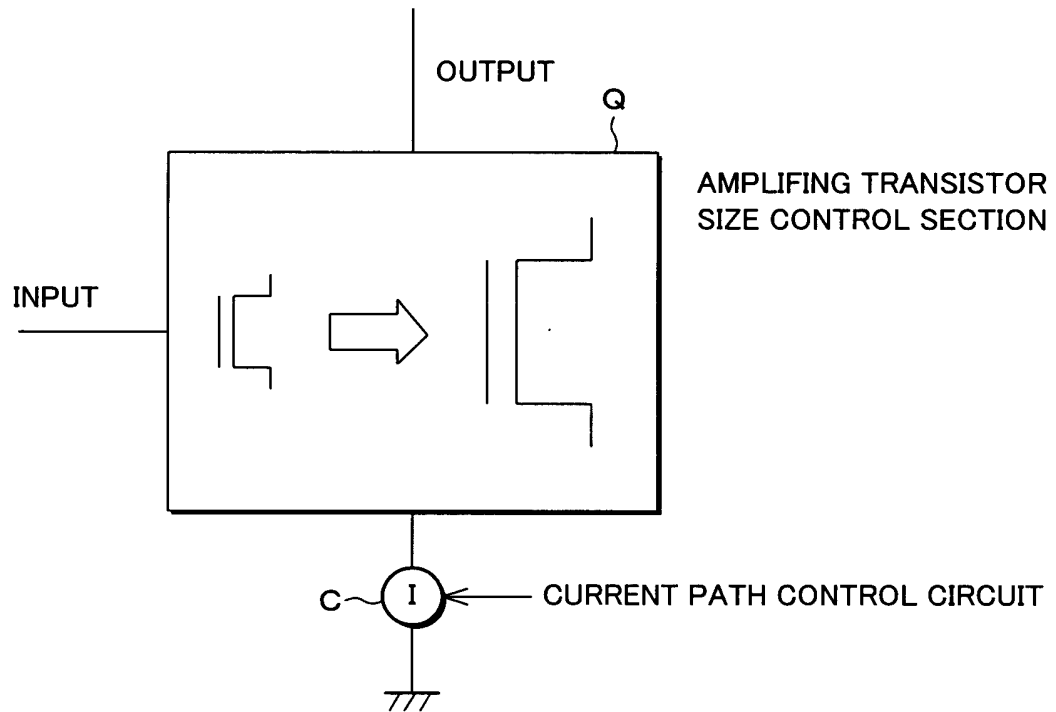 OUTPUT
Q
AMPLIFING TRANSISTOR
SIZE CONTROL SECTION
INPUT
C
I
CURRENT PATH CONTROL CIRCUIT